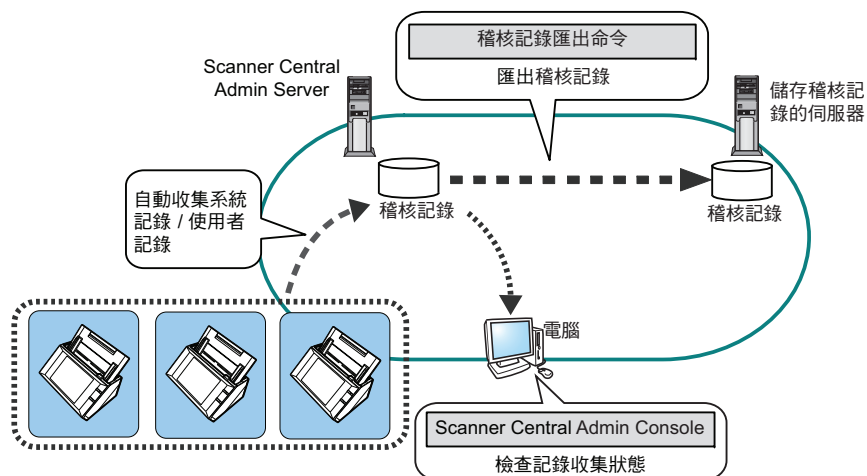 稽核記錄匯出命令
匯出稽核記錄
Scanner Central
Admin Server
儲存稽核記
錄的伺服器
自動收集系統
記錄 / 使用者
記錄
稽核記錄
稽核記錄
電腦
Scanner Central Admin Console
檢查記錄收集狀態